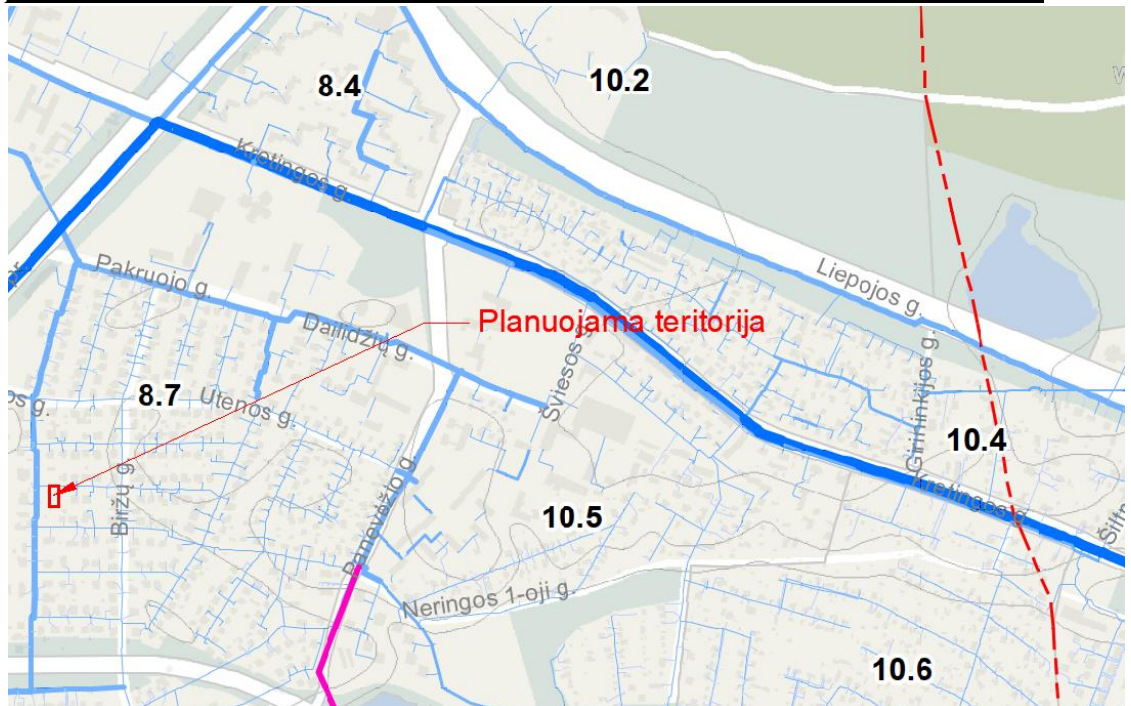 8.4
10.2
Kretingos g.
Liepojos g.
Pakruojo g.
Planuojama teritorija
Dailidžių g.
Šviesos g.
8.7
Utenos g.
os g.
Biržų g.
Panevėžio g.
10.5
Girininkijos g.
10.4
Kretingos g.
Neringos 1-oji g.
10.6